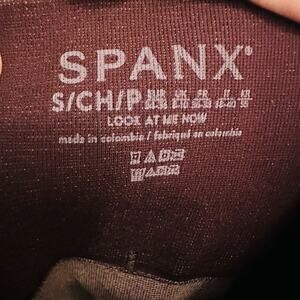 SPANX®
S/CH/P
LOOK AT ME NOW
made in colombia / fabriqué en colombie